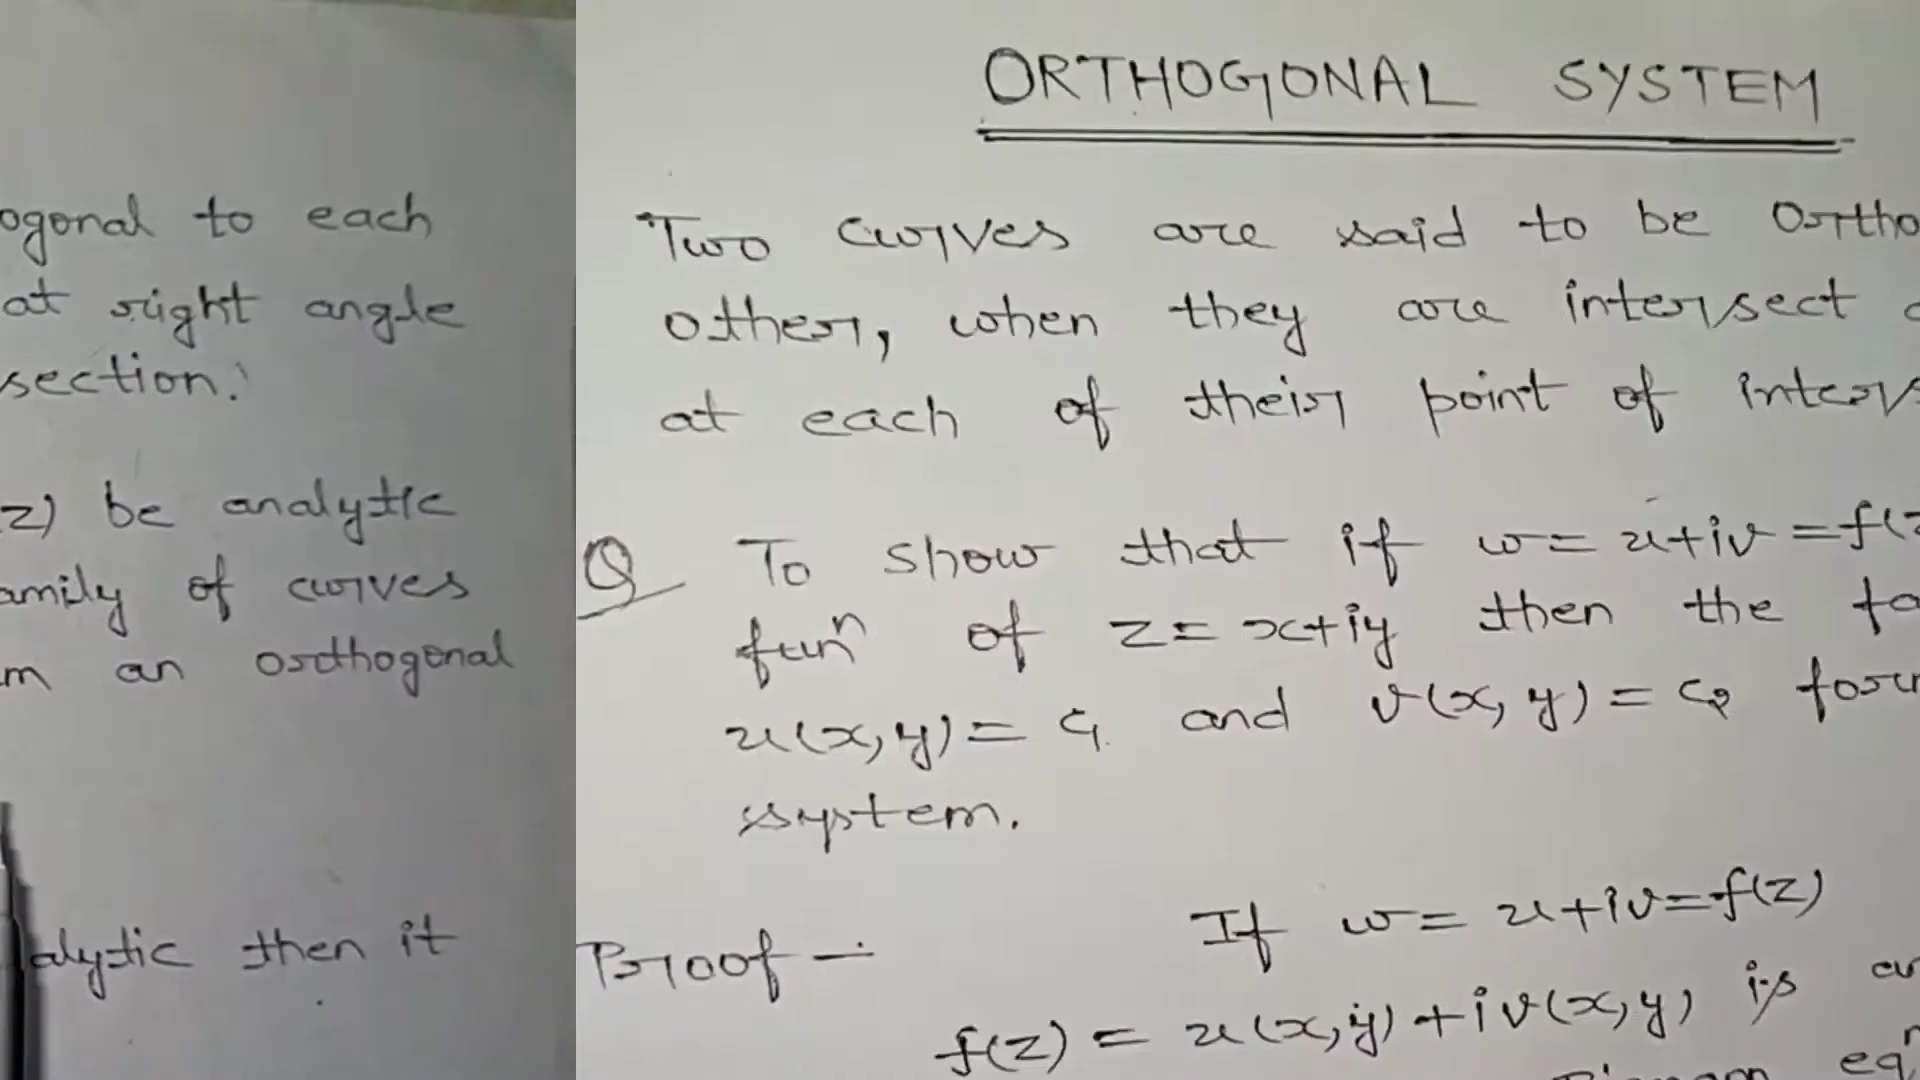 ogonal to each
at right angle
section.
z) be analytic
amily of curves
m an orthogonal
alytic then it
ORTHOGONAL SYSTEM
Two curves are said to be Ortho
other, when they are intersect
at each of their point of inters
Q To show that if w = u+iv = f(z
funⁿ of z = x+iy then the fa
u(x,y) = c₁ and v(x,y) = c₂ form
system.
Proof - If w = u+iv = f(z)
f(z) = u(x,y) + iv(x,y) is an
eqⁿ